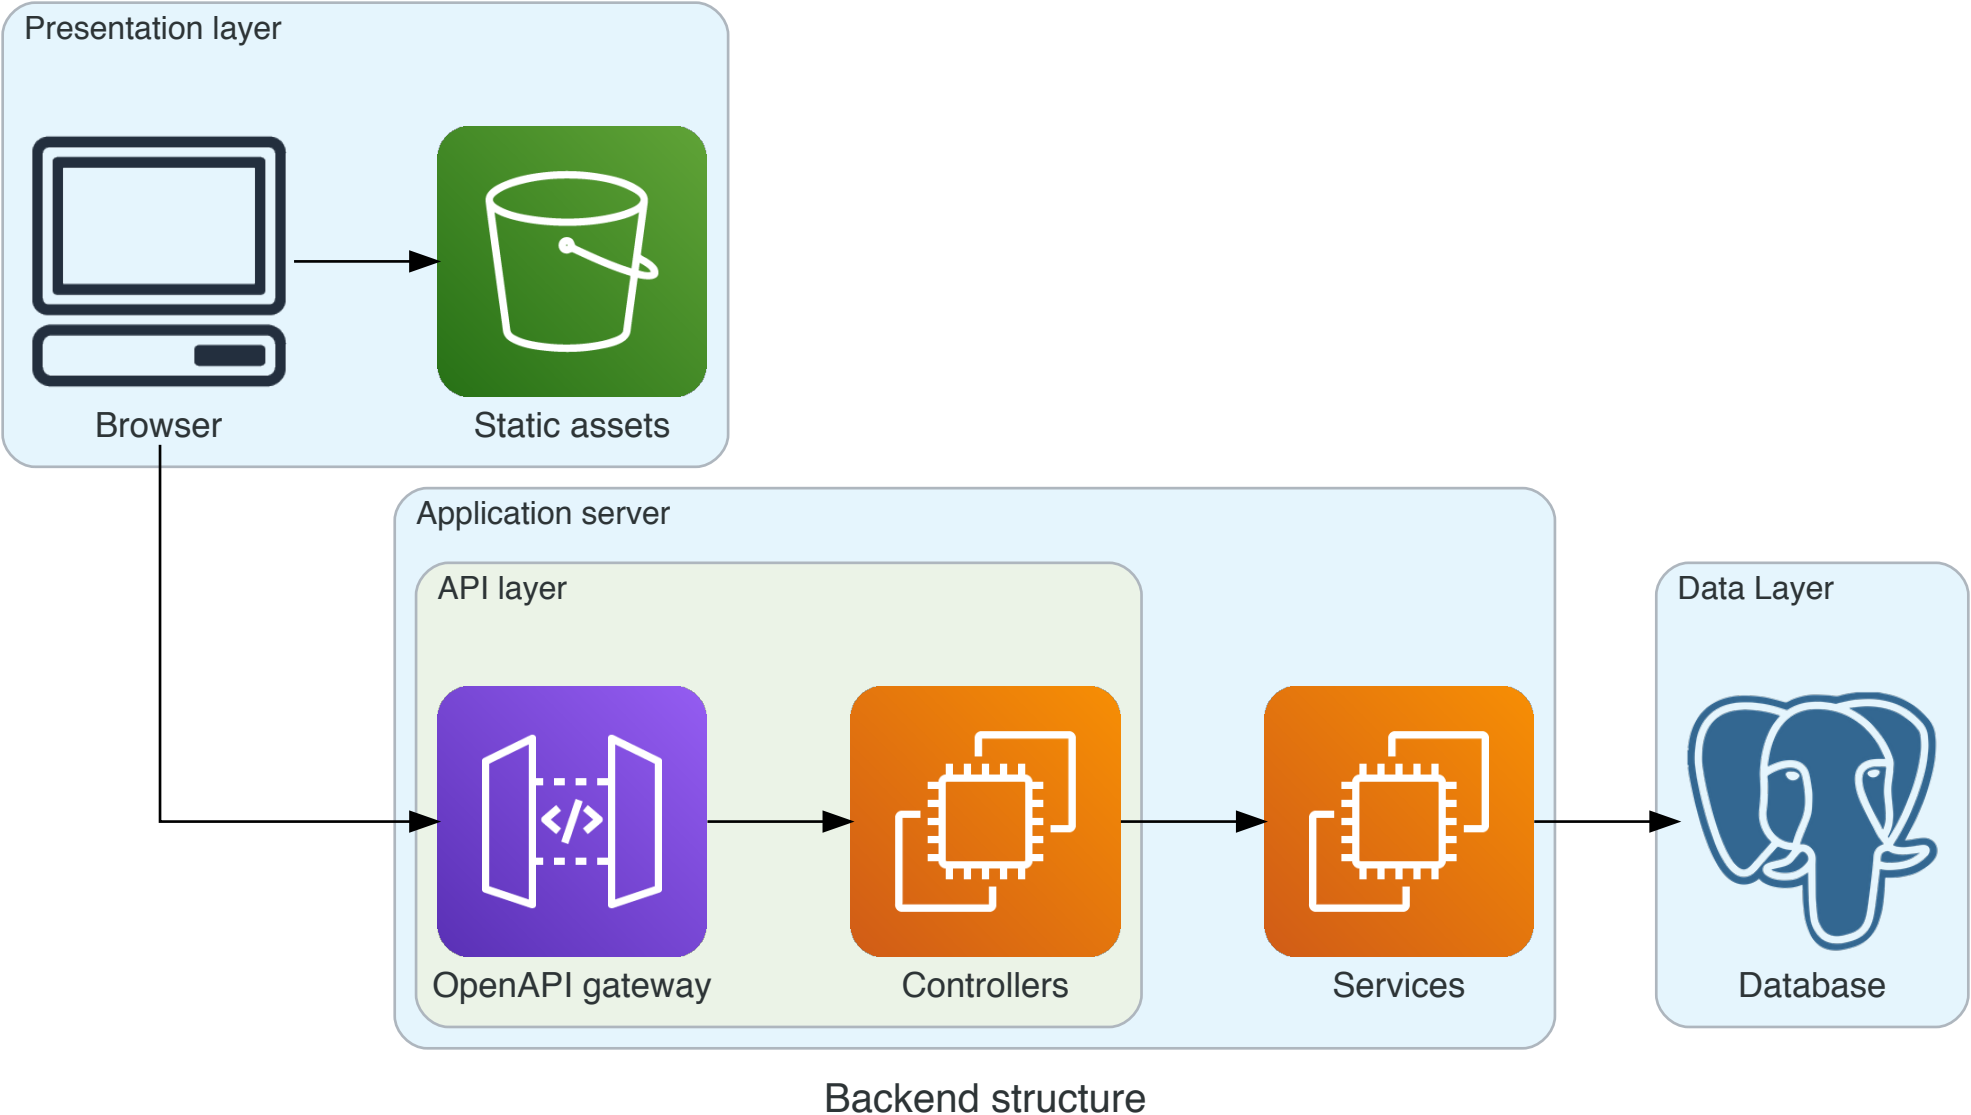 Presentation layer
Browser
Static assets
Application server
API layer
Data Layer
</>
OpenAPI gateway
Controllers
Services
Database
Backend structure